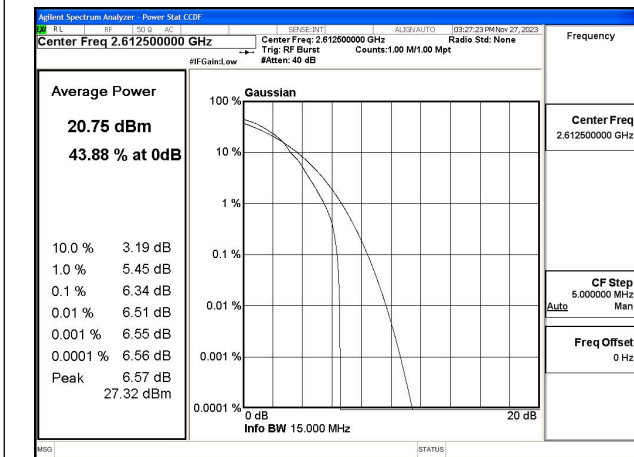 Agilent Spectrum Analyzer - Power Stat CCDF
RL RF 50 Ω AC SENSE:INT ALIGN AUTO 03:27:23 PM Nov 27, 2023
Center Freq 2.612500000 GHz
Center Freq: 2.612500000 GHz Radio Std: None
Trig: RF Burst Counts:1.00 M/1.00 Mpt
#IFGain:Low #Atten: 40 dB
Frequency
Average Power
20.75 dBm
43.88 % at 0dB
10.0 % 3.19 dB
1.0 % 5.45 dB
0.1 % 6.34 dB
0.01 % 6.51 dB
0.001 % 6.55 dB
0.0001 % 6.56 dB
Peak 6.57 dB
27.32 dBm
Gaussian
100 %
10 %
1 %
0.1 %
0.01 %
0.001 %
0.0001 %
0 dB 20 dB
Info BW 15.000 MHz
Center Freq
2.612500000 GHz
CF Step
5.000000 MHz
Auto Man
Freq Offset
0 Hz
MSG STATUS